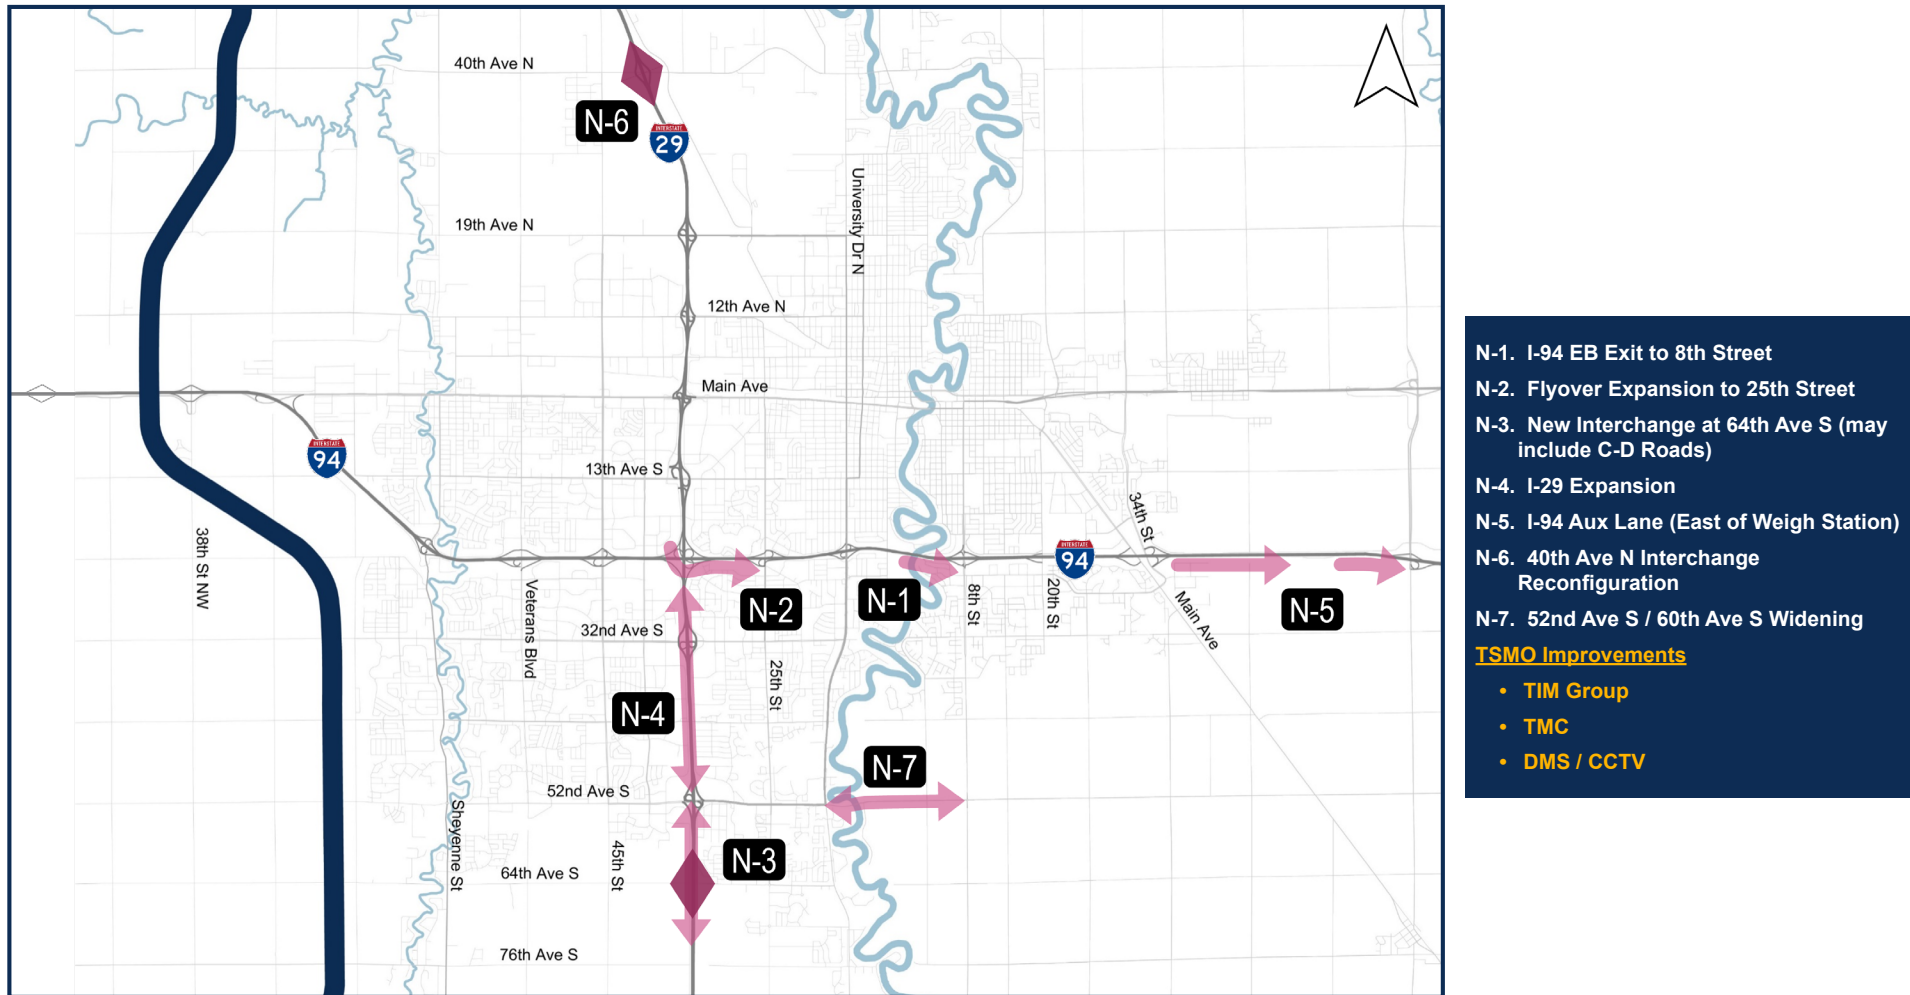 40th Ave N
N-6
INTERSTATE
29
University Dr N
19th Ave N
12th Ave N
Main Ave
INTERSTATE
94
13th Ave S
38th St NW
34th St
INTERSTATE
94
Veterans Blvd
N-2
N-1
8th St
20th St
N-5
Main Ave
32nd Ave S
25th St
N-4
N-7
52nd Ave S
Sheyenne St
45th St
N-3
64th Ave S
76th Ave S
N-1. I-94 EB Exit to 8th Street
N-2. Flyover Expansion to 25th Street
N-3. New Interchange at 64th Ave S (may
include C-D Roads)
N-4. I-29 Expansion
N-5. I-94 Aux Lane (East of Weigh Station)
N-6. 40th Ave N Interchange
Reconfiguration
N-7. 52nd Ave S / 60th Ave S Widening
TSMO Improvements
• TIM Group
• TMC
• DMS / CCTV